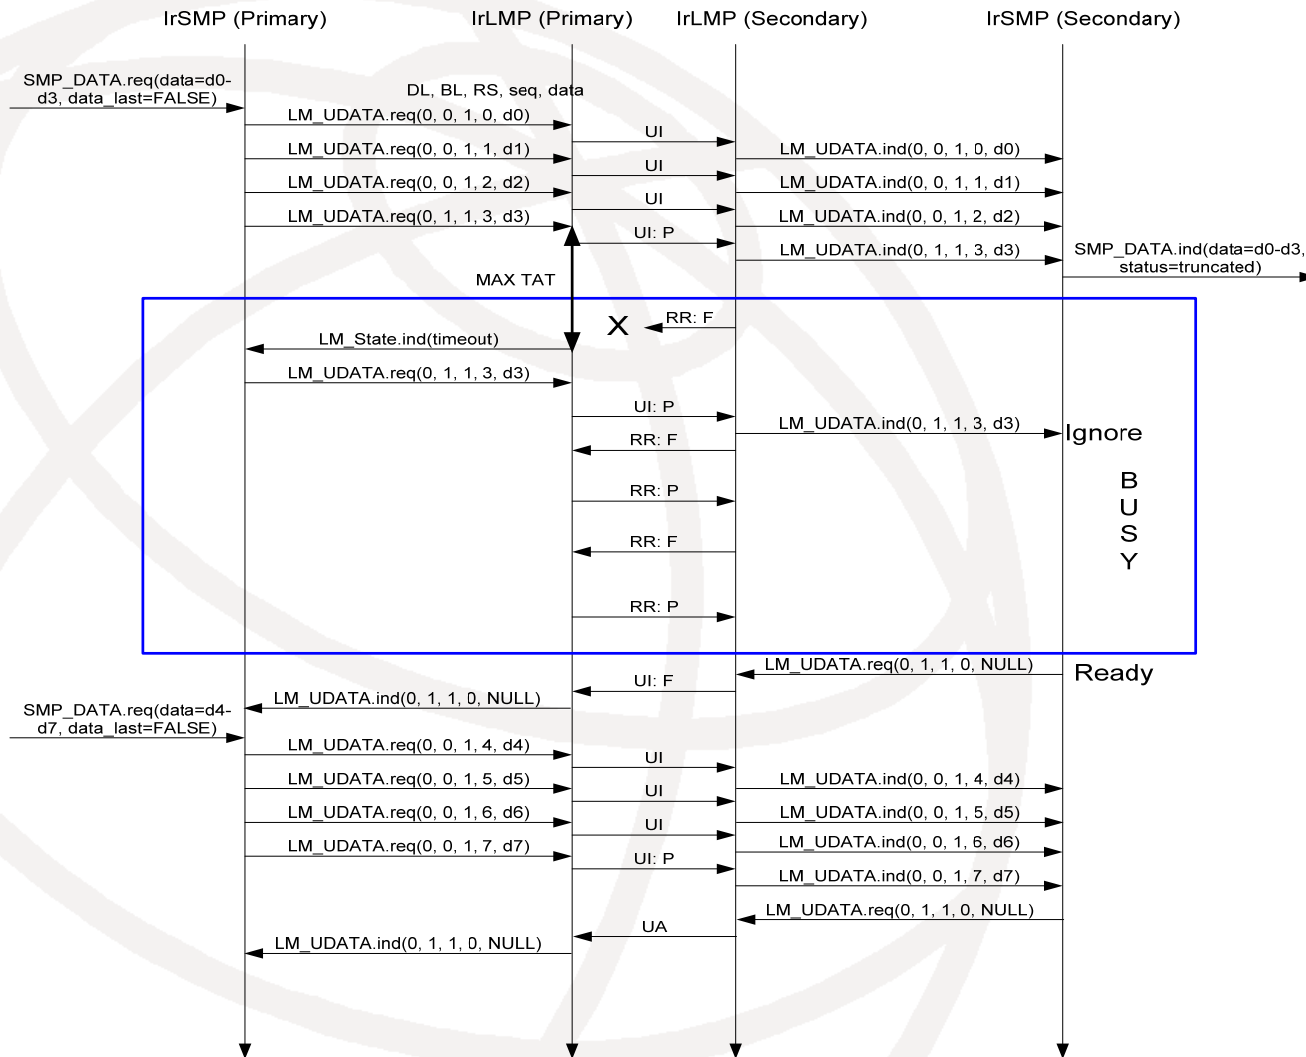 IrSMP (Primary) IrLMP (Primary) IrLMP (Secondary) IrSMP (Secondary)
SMP_DATA.req(data=d0-
d3, data_last=FALSE)
DL, BL, RS, seq, data
LM_UDATA.req(0, 0, 1, 0, d0)
UI
LM_UDATA.ind(0, 0, 1, 0, d0)
LM_UDATA.req(0, 0, 1, 1, d1)
UI
LM_UDATA.ind(0, 0, 1, 1, d1)
LM_UDATA.req(0, 0, 1, 2, d2)
UI
LM_UDATA.ind(0, 0, 1, 2, d2)
LM_UDATA.req(0, 1, 1, 3, d3)
UI: P
LM_UDATA.ind(0, 1, 1, 3, d3)
SMP_DATA.ind(data=d0-d3,
status=truncated)
MAX TAT
X
RR: F
LM_State.ind(timeout)
LM_UDATA.req(0, 1, 1, 3, d3)
UI: P
LM_UDATA.ind(0, 1, 1, 3, d3)
Ignore
RR: F
B
U
S
Y
RR: P
RR: F
RR: P
LM_UDATA.req(0, 1, 1, 0, NULL)
Ready
UI: F
LM_UDATA.ind(0, 1, 1, 0, NULL)
SMP_DATA.req(data=d4-
d7, data_last=FALSE)
LM_UDATA.req(0, 0, 1, 4, d4)
UI
LM_UDATA.ind(0, 0, 1, 4, d4)
LM_UDATA.req(0, 0, 1, 5, d5)
UI
LM_UDATA.ind(0, 0, 1, 5, d5)
LM_UDATA.req(0, 0, 1, 6, d6)
UI
LM_UDATA.ind(0, 0, 1, 6, d6)
LM_UDATA.req(0, 0, 1, 7, d7)
UI: P
LM_UDATA.ind(0, 0, 1, 7, d7)
LM_UDATA.req(0, 1, 1, 0, NULL)
UA
LM_UDATA.ind(0, 1, 1, 0, NULL)